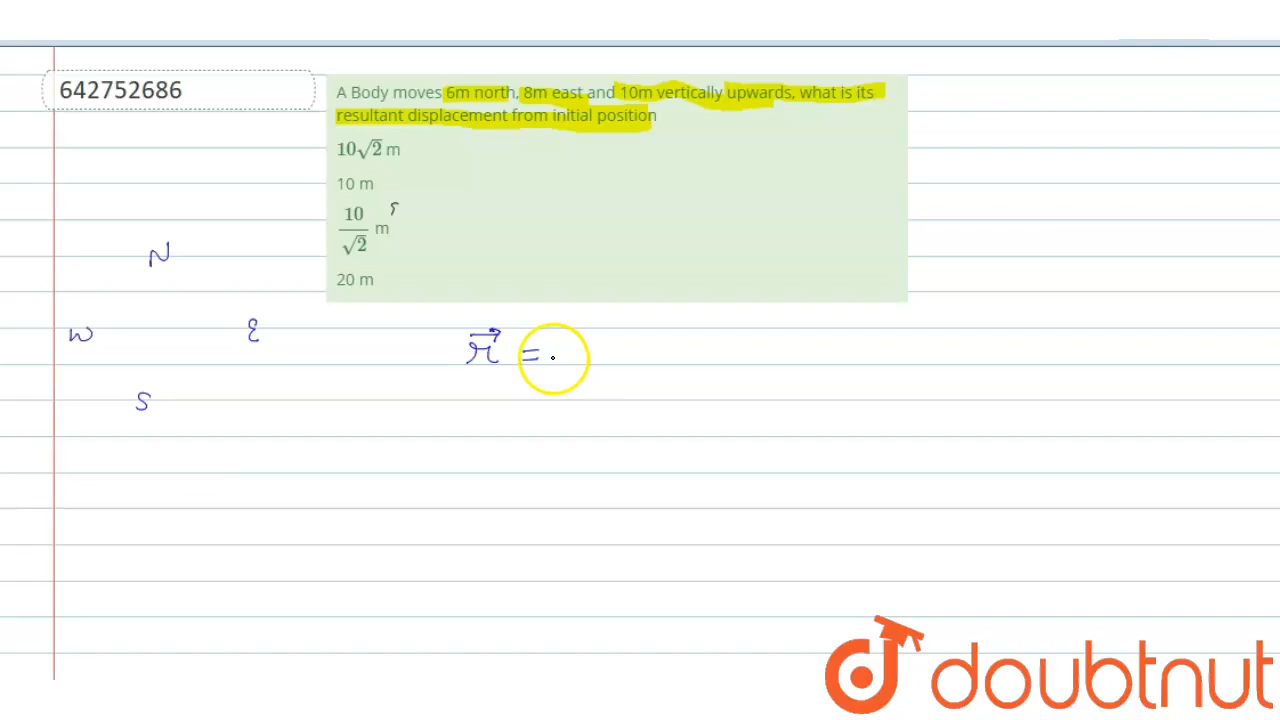 642752686
A Body moves 6m north, 8m east and 10m vertically upwards, what is its
resultant displacement from initial position
10√2 m
10 m
10/√2 m
20 m
N
W E
S
r⃗ = .
doubtnut